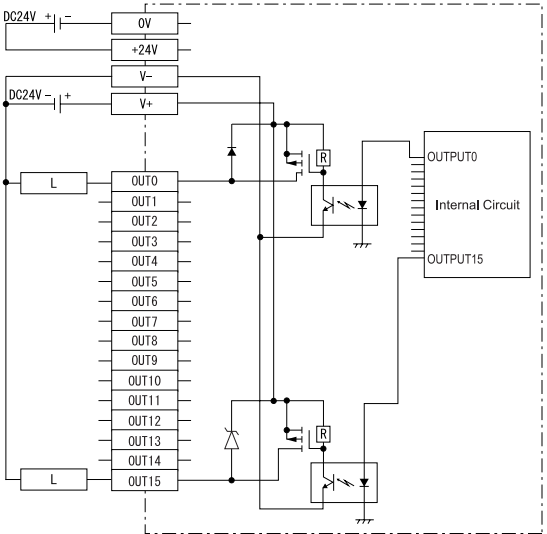 DC24V + -
0V
+24V
V-
DC24V - +
V+
R
OUTPUT0
L
OUT0
OUT1
Internal Circuit
OUT2
OUT3
OUT4
OUTPUT15
OUT5
OUT6
OUT7
OUT8
OUT9
OUT10
OUT11
OUT12
R
OUT13
OUT14
L
OUT15